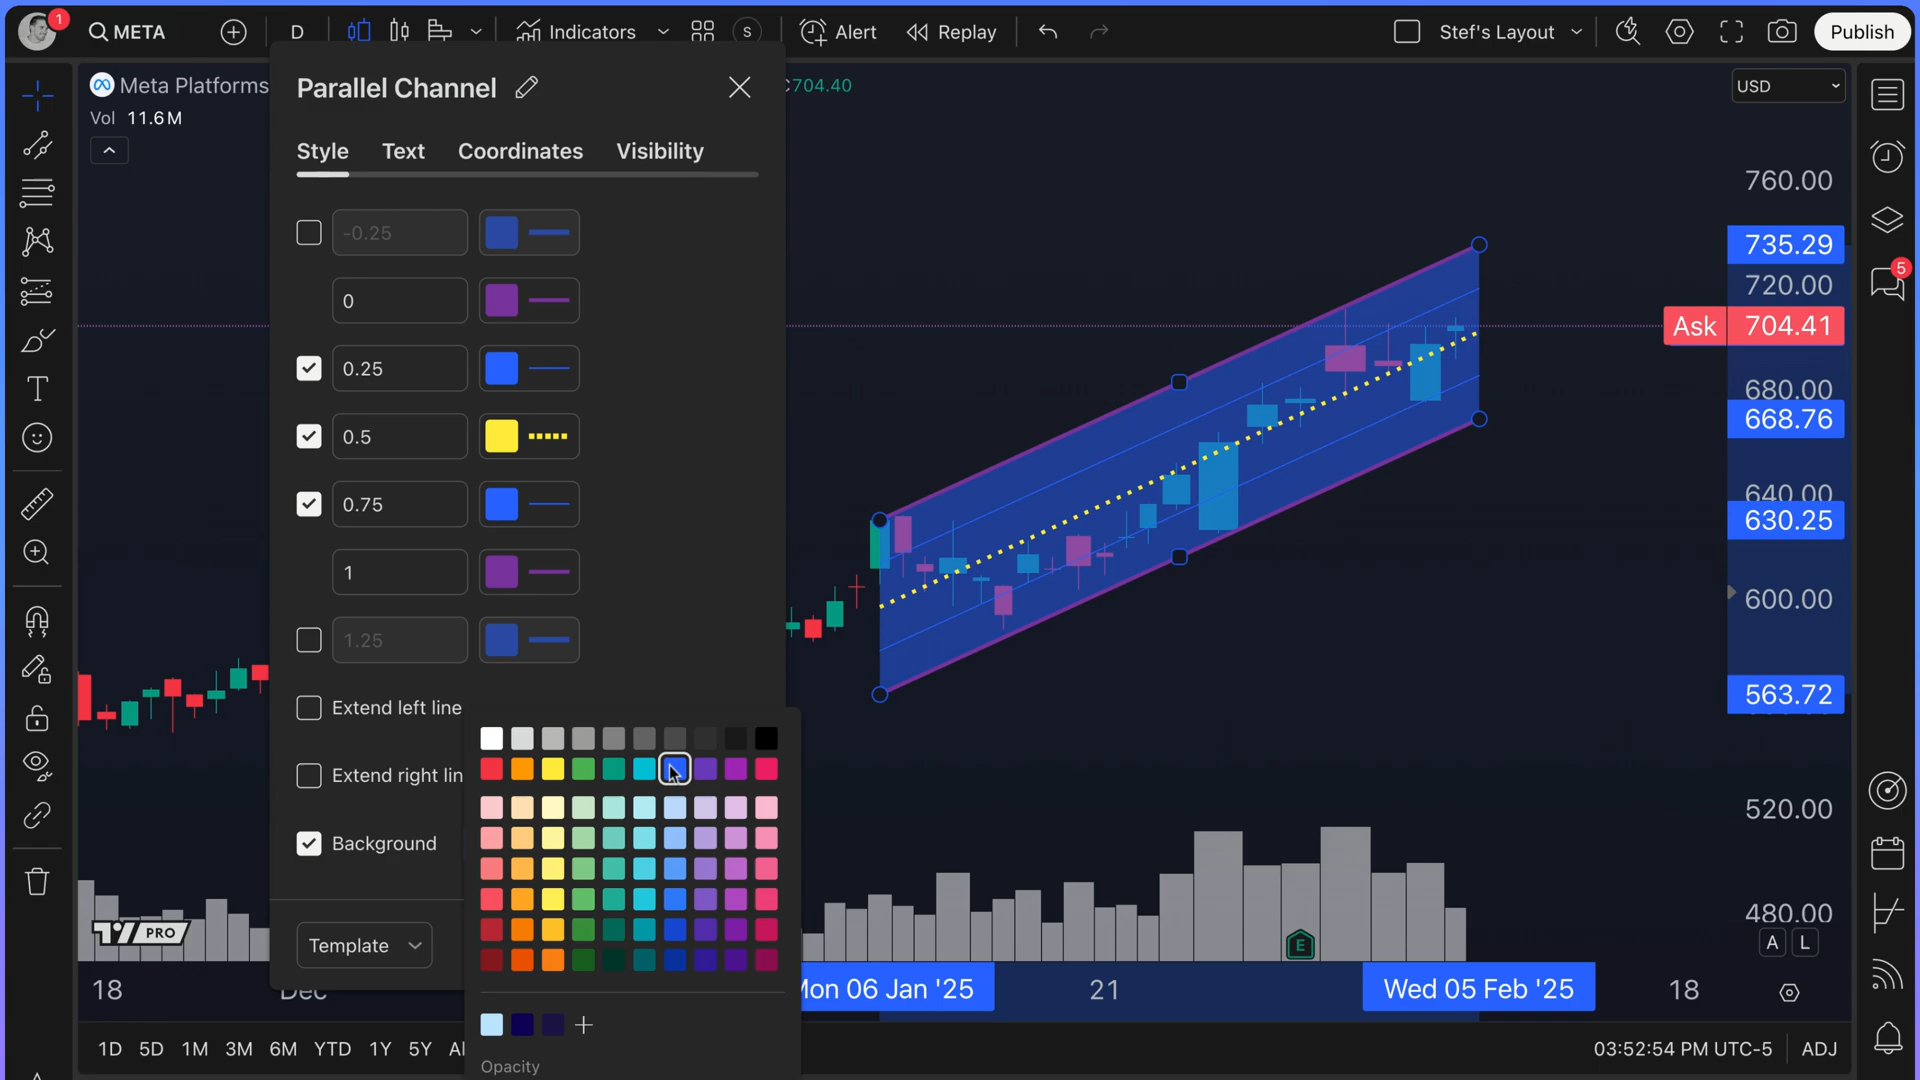 1
META
D
Indicators
S
Alert
Replay
Stef's Layout
Publish
Meta Platforms
704.40
USD
Vol 11.6M
Parallel Channel
Style
Text
Coordinates
Visibility
-0.25
0
0.25
0.5
0.75
1
1.25
Extend left line
Extend right lin
Background
Template
Opacity
760.00
735.29
720.00
Ask 704.41
680.00
668.76
640.00
630.25
600.00
563.72
520.00
480.00
A
L
5
E
PRO
18
Dec
Mon 06 Jan '25
21
Wed 05 Feb '25
18
1D
5D
1M
3M
6M
YTD
1Y
5Y
03:52:54 PM UTC-5
ADJ